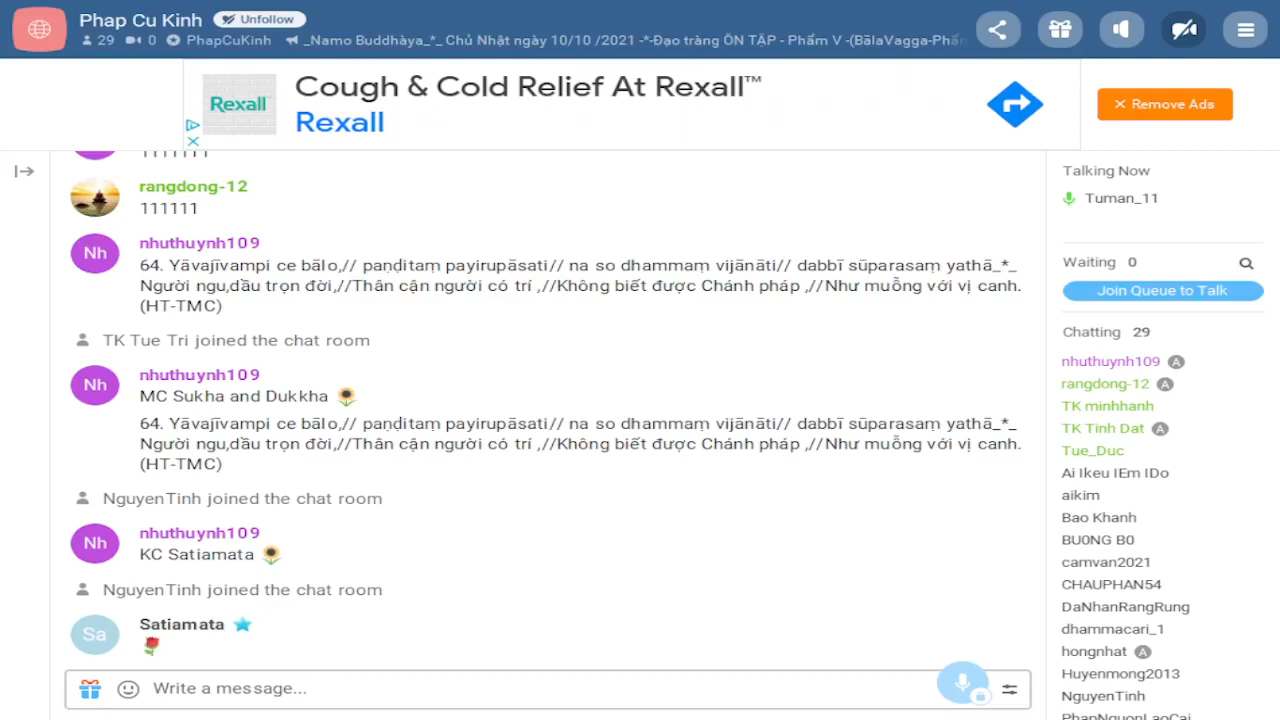 Phap Cu Kinh Unfollow
29 0 PhapCuKinh _Namo Buddhàya_*_ Chủ Nhật ngày 10/10 /2021 -*-Đạo tràng ÔN TẬP - Phẩm V -(BālaVagga-Phẩm
Rexall
Cough & Cold Relief At Rexall™
Rexall
Remove Ads
111111
rangdong-12
111111
Nh
nhuthuynh109
64. Yāvajīvampi ce bālo,// paṇḍitaṃ payirupāsati// na so dhammaṃ vijānāti// dabbī sūparasaṃ yathā_*_
Người ngu,dầu trọn đời,//Thân cận người có trí ,//Không biết được Chánh pháp ,//Như muỗng với vị canh.
(HT-TMC)
TK Tue Tri joined the chat room
Nh
nhuthuynh109
MC Sukha and Dukkha
64. Yāvajīvampi ce bālo,// paṇḍitaṃ payirupāsati// na so dhammaṃ vijānāti// dabbī sūparasaṃ yathā_*_
Người ngu,dầu trọn đời,//Thân cận người có trí ,//Không biết được Chánh pháp ,//Như muỗng với vị canh.
(HT-TMC)
NguyenTinh joined the chat room
Nh
nhuthuynh109
KC Satiamata
NguyenTinh joined the chat room
Sa
Satiamata
Write a message...
Talking Now
Tuman_11
Waiting 0
Join Queue to Talk
Chatting 29
nhuthuynh109 A
rangdong-12 A
TK minhhanh
TK Tinh Dat A
Tue_Duc
Ai Ikeu IEm IDo
aikim
Bao Khanh
BU0NG B0
camvan2021
CHAUPHAN54
DaNhanRangRung
dhammacari_1
hongnhat A
Huyenmong2013
NguyenTinh
PhapNguonLaoCai